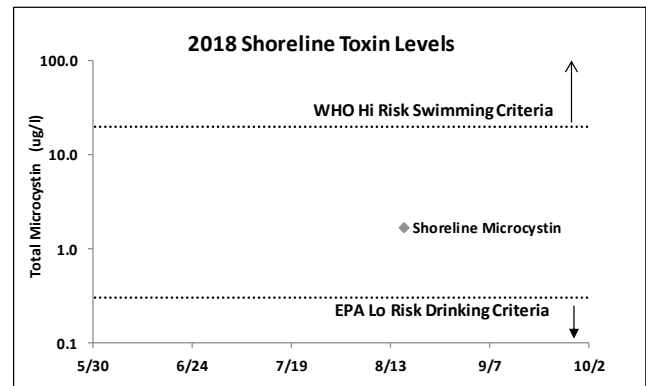 2018 Shoreline Toxin Levels
Total Microcystin (ug/l)
100.0
WHO Hi Risk Swimming Criteria
10.0
Shoreline Microcystin
1.0
EPA Lo Risk Drinking Criteria
0.1
5/30 6/24 7/19 8/13 9/7 10/2